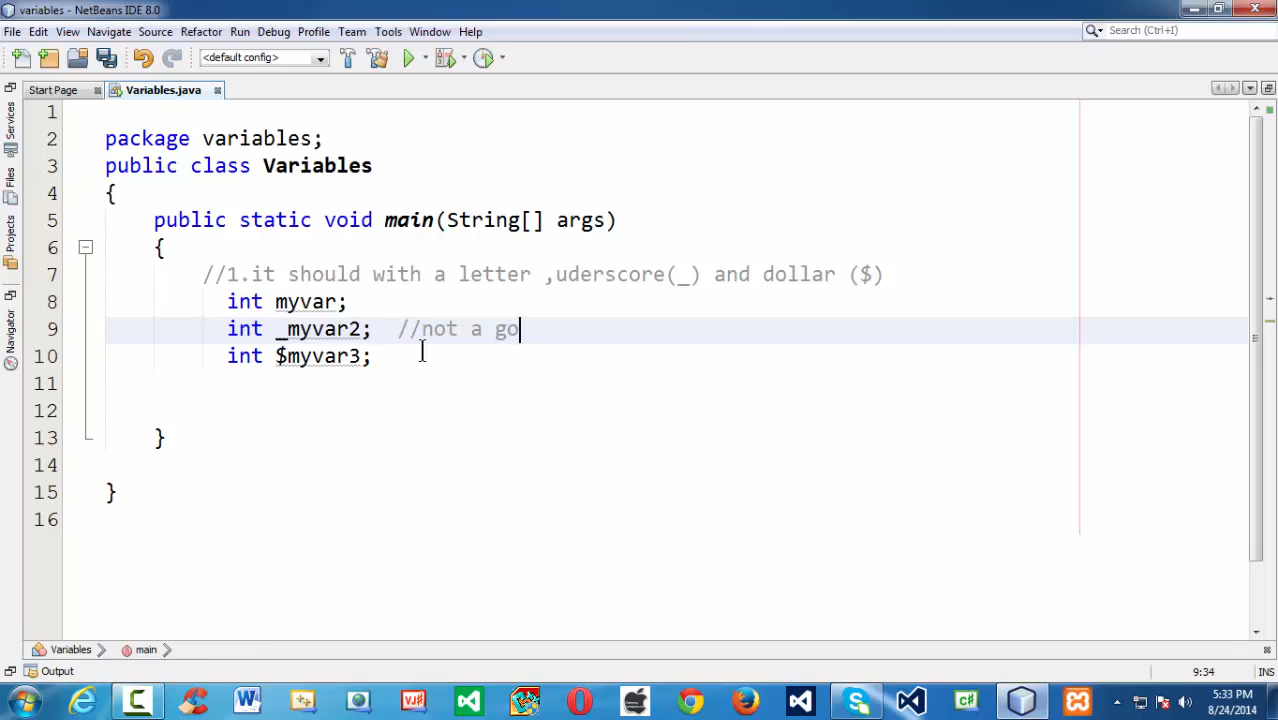 variables - NetBeans IDE 8.0
File Edit View Navigate Source Refactor Run Debug Profile Team Tools Window Help
Search (Ctrl+I)
<default config>
Start Page
Variables.java
Services
Files
Projects
Navigator
1
2 package variables;
3 public class Variables
4 {
5 public static void main(String[] args)
6 {
7 //1.it should with a letter ,uderscore(_) and dollar ($)
8 int myvar;
9 int _myvar2; //not a go
10 int $myvar3;
11
12
13 }
14
15 }
16
Variables main
Output
9:34 INS
5:33 PM
8/24/2014